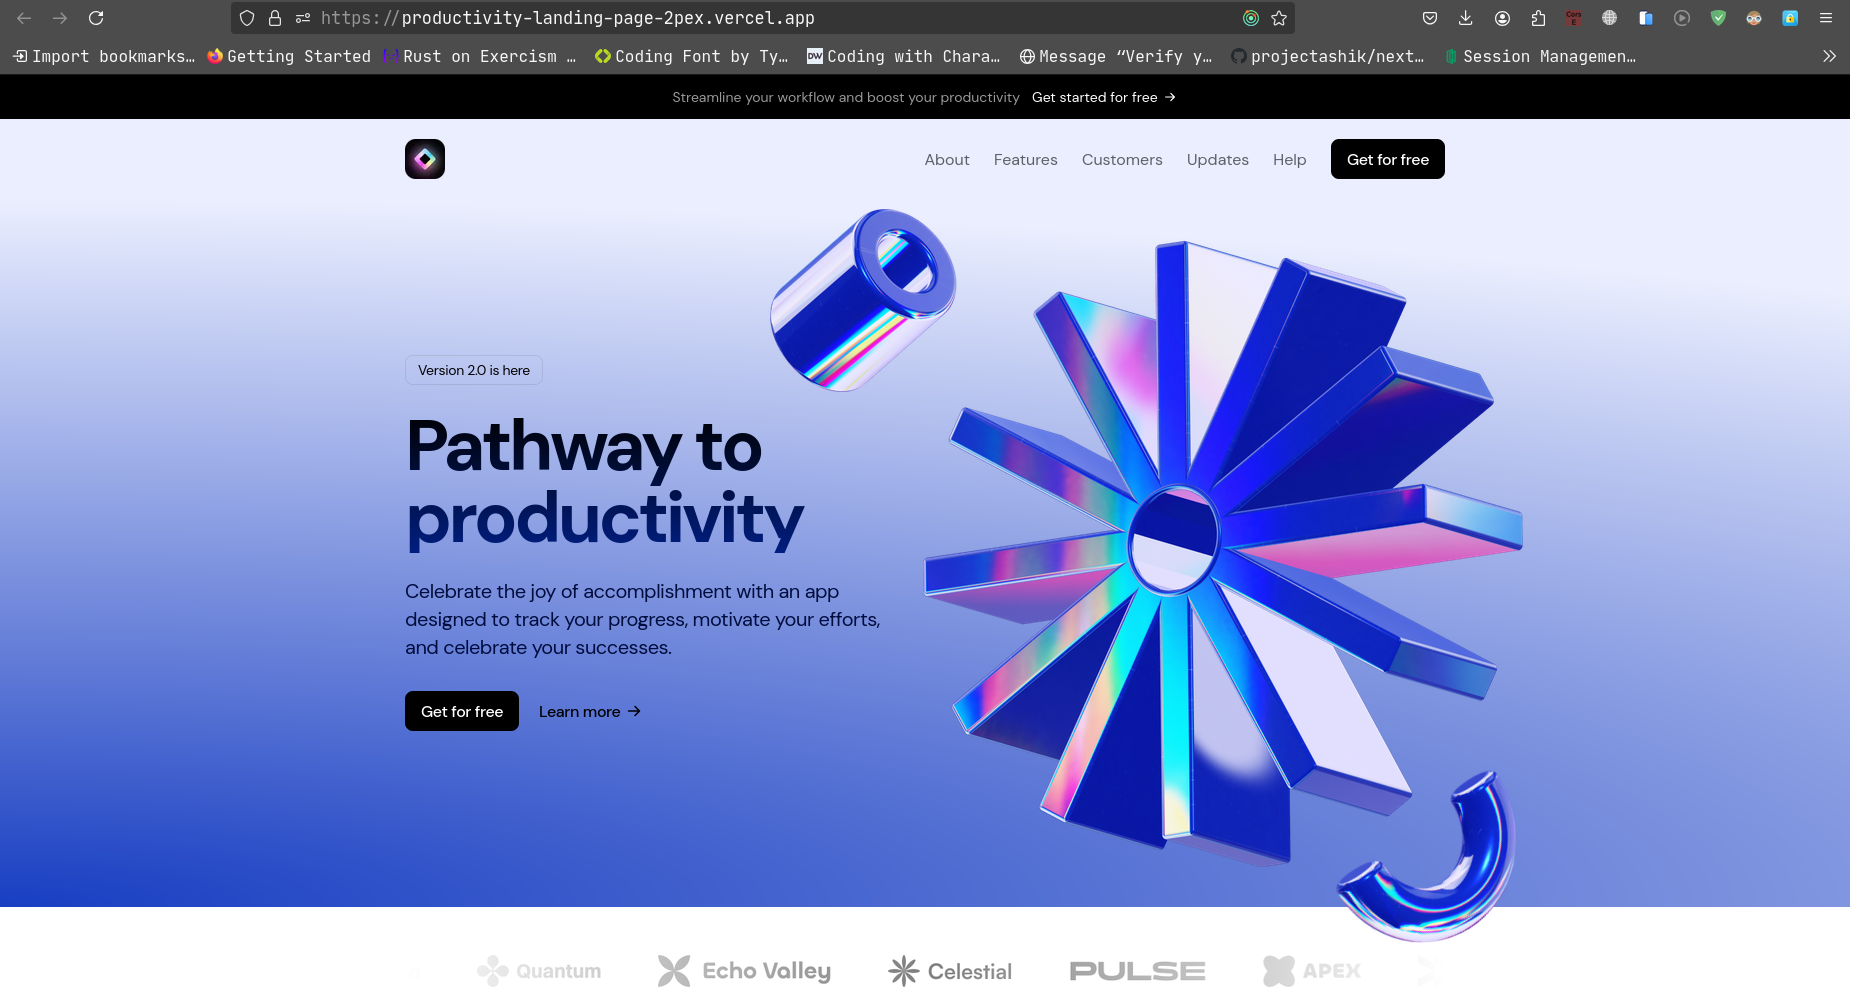 https://productivity-landing-page-2pex.vercel.app
Cors
E
Import bookmarks… Getting Started Rust on Exercism … Coding Font by Ty… DW Coding with Chara… Message “Verify y… projectashik/next… Session Managemen…
Streamline your workflow and boost your productivity Get started for free →
About Features Customers Updates Help Get for free
Version 2.0 is here
Pathway to
productivity
Celebrate the joy of accomplishment with an app
designed to track your progress, motivate your efforts,
and celebrate your successes.
Get for free Learn more →
Quantum Echo Valley Celestial PULSE APEX